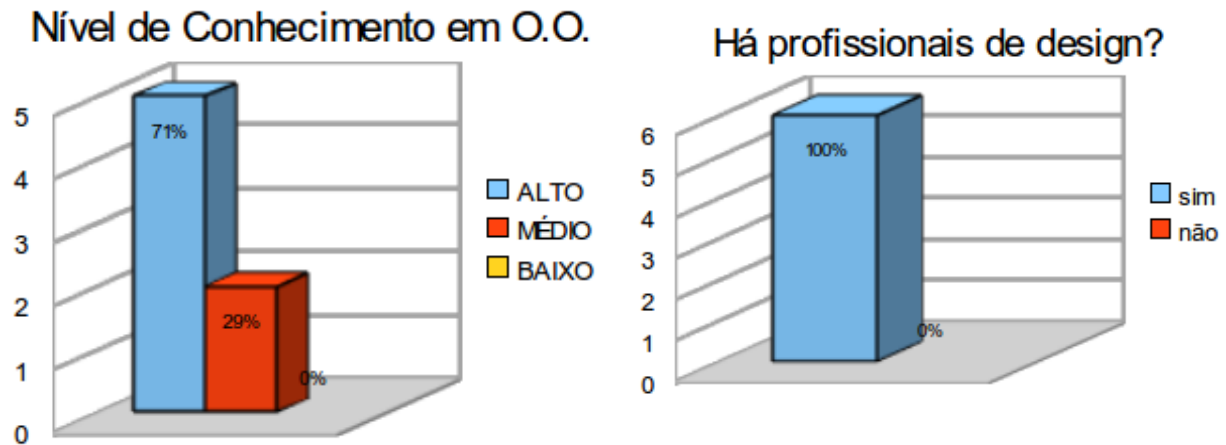 Nível de Conhecimento em O.O.
5
4
3
2
1
0
71%
29%
0%
ALTO
MÉDIO
BAIXO
Há profissionais de design?
6
5
4
3
2
1
0
100%
0%
sim
não